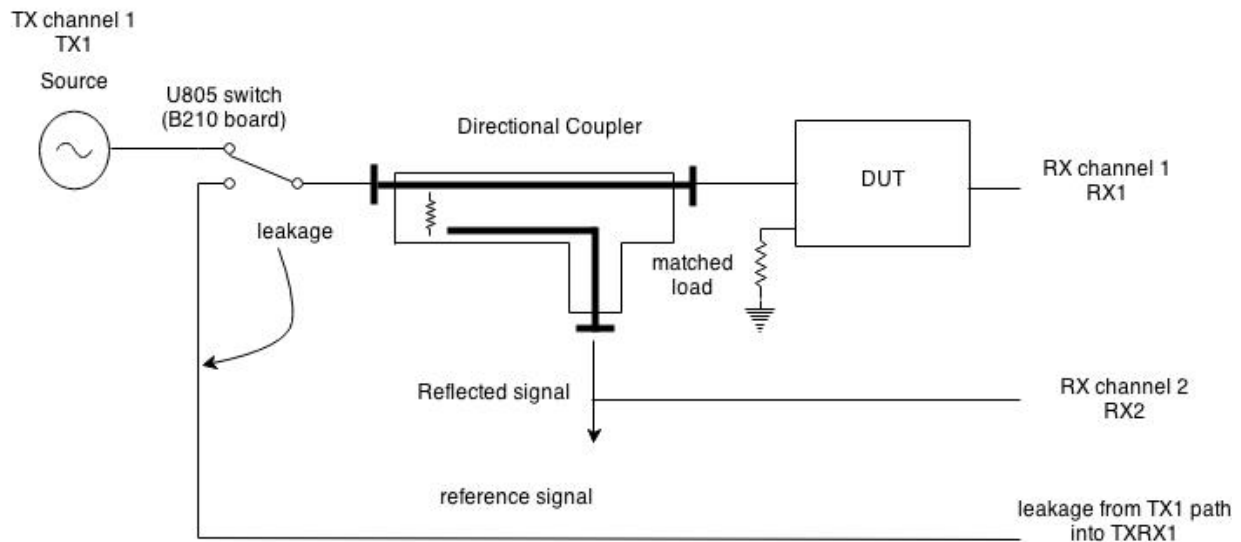 TX channel 1
TX1
Source
U805 switch
(B210 board)
Directional Coupler
DUT
RX channel 1
RX1
leakage
matched
load
Reflected signal
RX channel 2
RX2
reference signal
leakage from TX1 path
into TXRX1